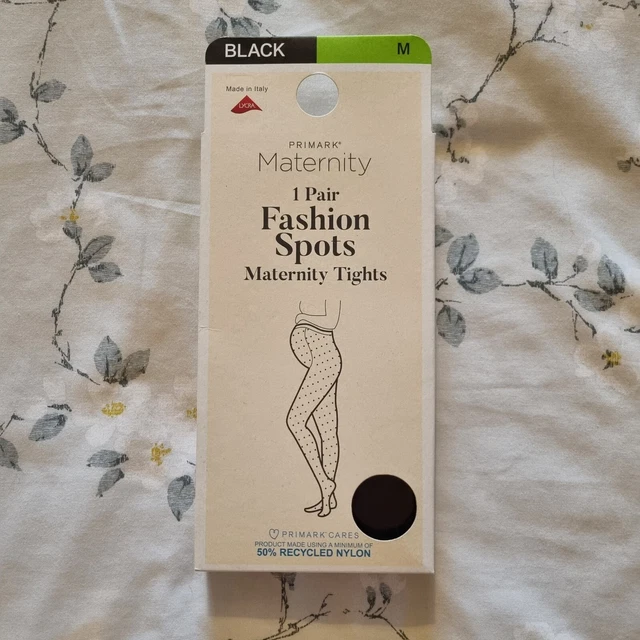 BLACK M
Made in Italy
LYCRA
PRIMARK®
Maternity
1 Pair
Fashion
Spots
Maternity Tights
PRIMARK CARES
PRODUCT MADE USING A MINIMUM OF
50% RECYCLED NYLON